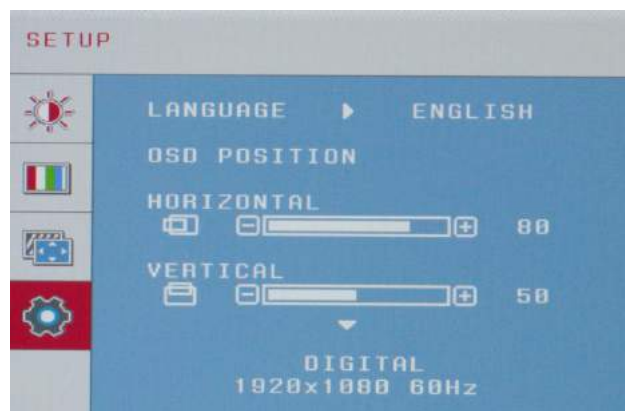 SETUP
LANGUAGE ENGLISH
OSD POSITION
HORIZONTAL
80
VERTICAL
50
DIGITAL
1920x1080 60Hz